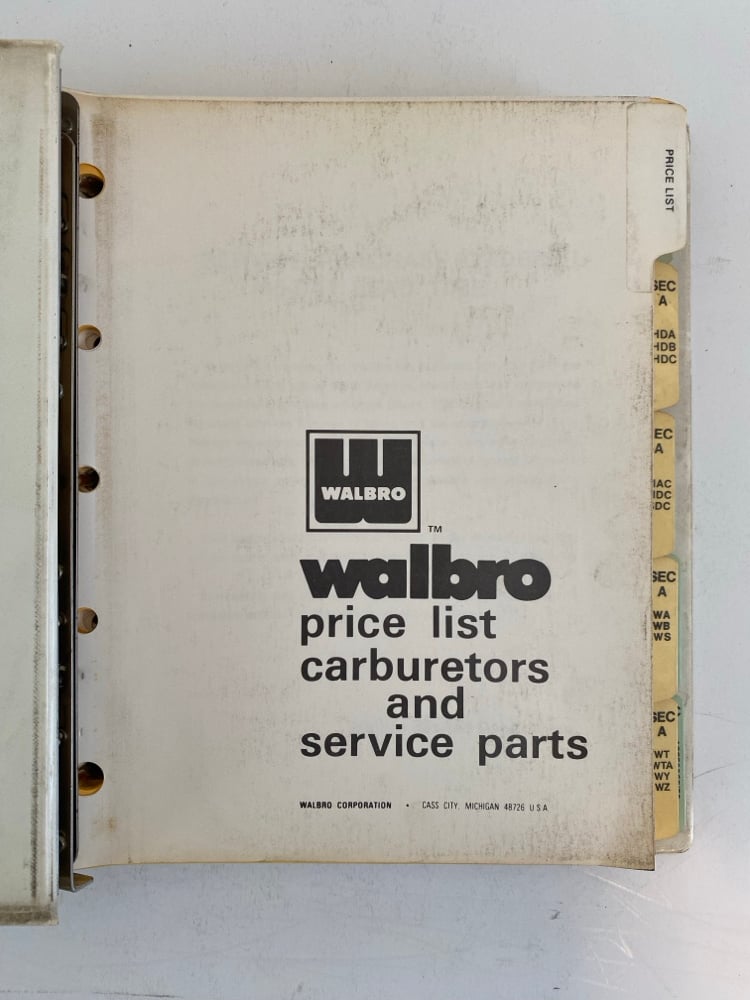 PRICE LIST
SEC
A
HDA
HDB
HDC
SEC
A
IDC
SEC
A
WA
WB
WS
SEC
A
WT
WTA
WY
WZ
WALBRO
TM
walbro
price list
carburetors
and
service parts
WALBRO CORPORATION • CASS CITY, MICHIGAN 48726 U S A